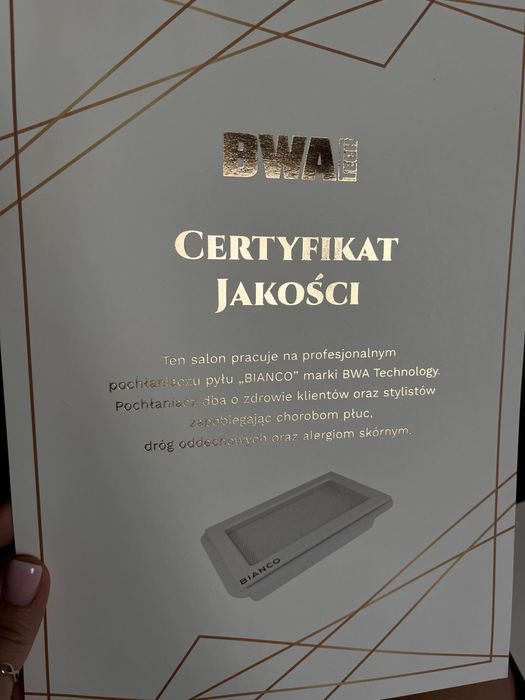 BWA TECH
CERTYFIKAT
JAKOŚCI
Ten salon pracuje na profesjonalnym
pochłaniaczu pyłu „BIANCO” marki BWA Technology.
Pochłaniacz dba o zdrowie klientów oraz stylistów
zapobiegając chorobom płuc,
dróg oddechowych oraz alergiom skórnym.
BIANCO